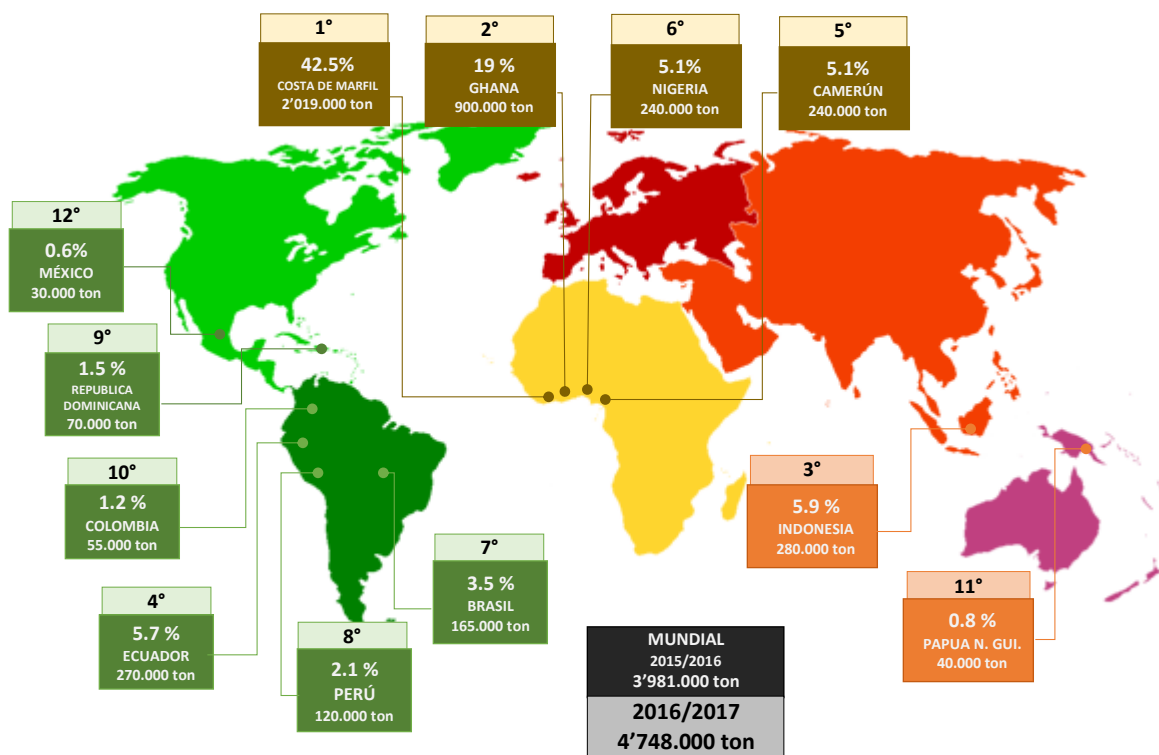 1°
42.5%
COSTA DE MARFIL
2’019.000 ton
2°
19 %
GHANA
900.000 ton
6°
5.1%
NIGERIA
240.000 ton
5°
5.1%
CAMERÚN
240.000 ton
12°
0.6%
MÉXICO
30.000 ton
9°
1.5 %
REPUBLICA
DOMINICANA
70.000 ton
10°
1.2 %
COLOMBIA
55.000 ton
4°
5.7 %
ECUADOR
270.000 ton
8°
2.1 %
PERÚ
120.000 ton
7°
3.5 %
BRASIL
165.000 ton
3°
5.9 %
INDONESIA
280.000 ton
11°
0.8 %
PAPUA N. GUI.
40.000 ton
MUNDIAL
2015/2016
3’981.000 ton
2016/2017
4’748.000 ton